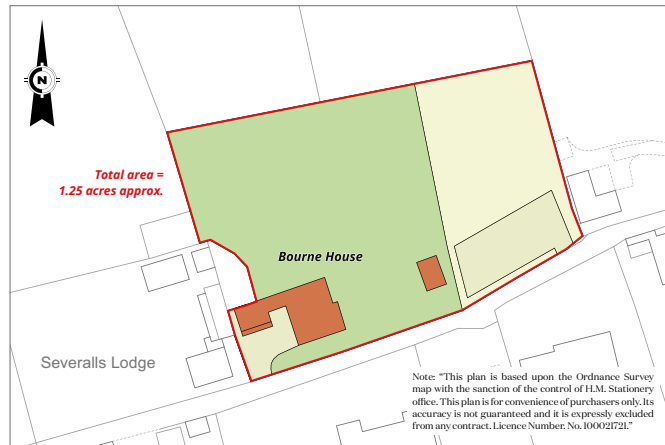 N
Total area =
1.25 acres approx.
Bourne House
Severalls Lodge
Note: "This plan is based upon the Ordnance Survey
map with the sanction of the control of H.M. Stationery
office. This plan is for convenience of purchasers only. Its
accuracy is not guaranteed and it is expressly excluded
from any contract. Licence Number. No. 100021721."